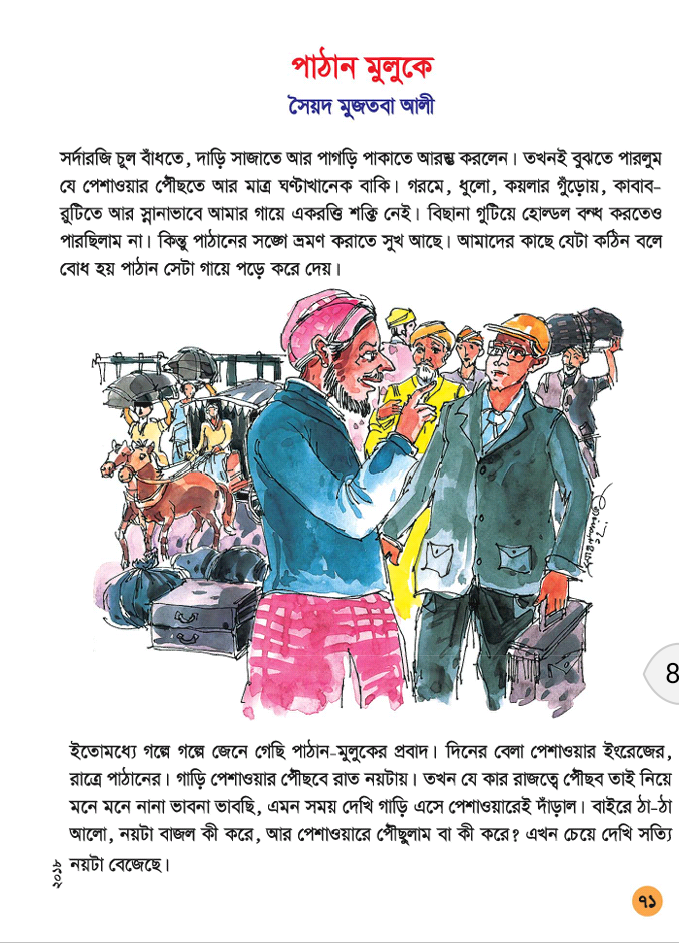 পাঠান মুলুকে
সৈয়দ মুজতবা আলী
সর্দারজি চুল বাঁধতে, দাড়ি সাজাতে আর পাগড়ি পাকাতে আরম্ভ করলেন। তখনই বুঝতে পারলুম
যে পেশাওয়ার পৌঁছতে আর মাত্র ঘণ্টাখানেক বাকি। গরমে, ধুলো, কয়লার গুঁড়োয়, কাবাব-
রুটিতে আর স্নানাভাবে আমার গায়ে একরত্তি শক্তি নেই। বিছানা গুটিয়ে হোল্ডল বন্ধ করতেও
পারছিলাম না। কিন্তু পাঠানের সঙ্গে ভ্রমণ করাতে সুখ আছে। আমাদের কাছে যেটা কঠিন বলে
বোধ হয় পাঠান সেটা গায়ে পড়ে করে দেয়।
ইতোমধ্যে গল্পে গল্পে জেনে গেছি পাঠান-মুলুকের প্রবাদ। দিনের বেলা পেশাওয়ার ইংরেজের,
রাত্রে পাঠানের। গাড়ি পেশাওয়ার পৌঁছবে রাত নয়টায়। তখন যে কার রাজত্বে পৌঁছব তাই নিয়ে
মনে মনে নানা ভাবনা ভাবছি, এমন সময় দেখি গাড়ি এসে পেশাওয়ারেই দাঁড়াল। বাইরে ঠা-ঠা
আলো, নয়টা বাজল কী করে, আর পেশাওয়ারে পৌঁছুলাম বা কী করে? এখন চেয়ে দেখি সত্যি
নয়টা বেজেছে।
২০১৮
৭১
8